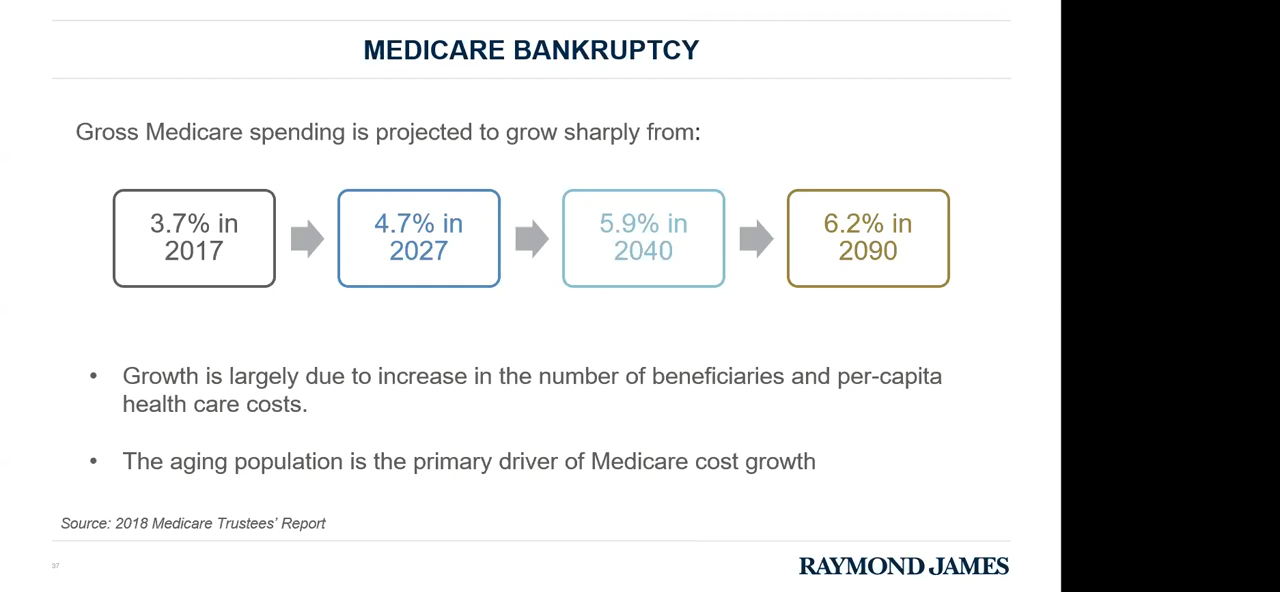 MEDICARE BANKRUPTCY
Gross Medicare spending is projected to grow sharply from:
3.7% in
2017
4.7% in
2027
5.9% in
2040
6.2% in
2090
• Growth is largely due to increase in the number of beneficiaries and per-capita
health care costs.
• The aging population is the primary driver of Medicare cost growth
Source: 2018 Medicare Trustees’ Report
37
RAYMOND JAMES